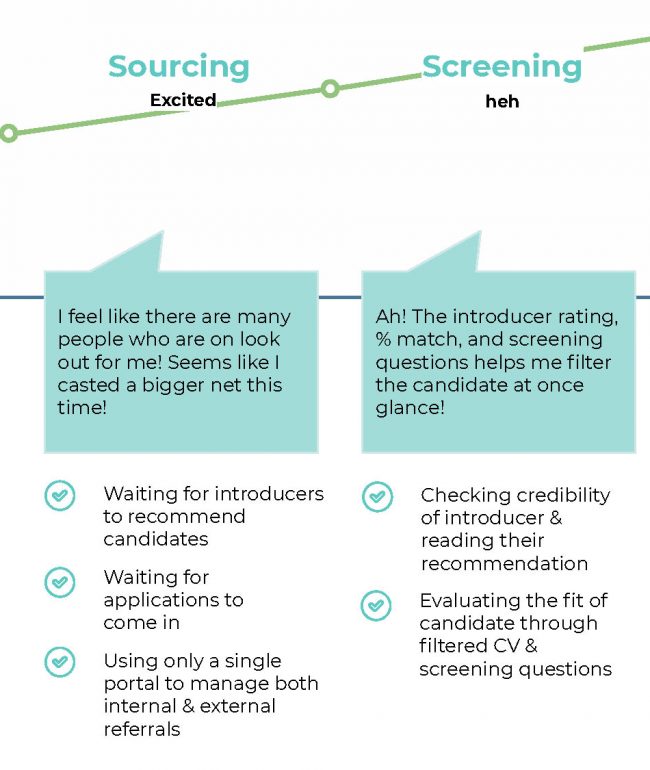 Sourcing
Excited
I feel like there are many
people who are on look
out for me! Seems like I
casted a bigger net this
time!
Waiting for introducers
to recommend
candidates
Waiting for
applications to
come in
Using only a single
portal to manage both
internal & external
referrals
Screening
heh
Ah! The introducer rating,
% match, and screening
questions helps me filter
the candidate at once
glance!
Checking credibility
of introducer &
reading their
recommendation
Evaluating the fit of
candidate through
filtered CV &
screening questions